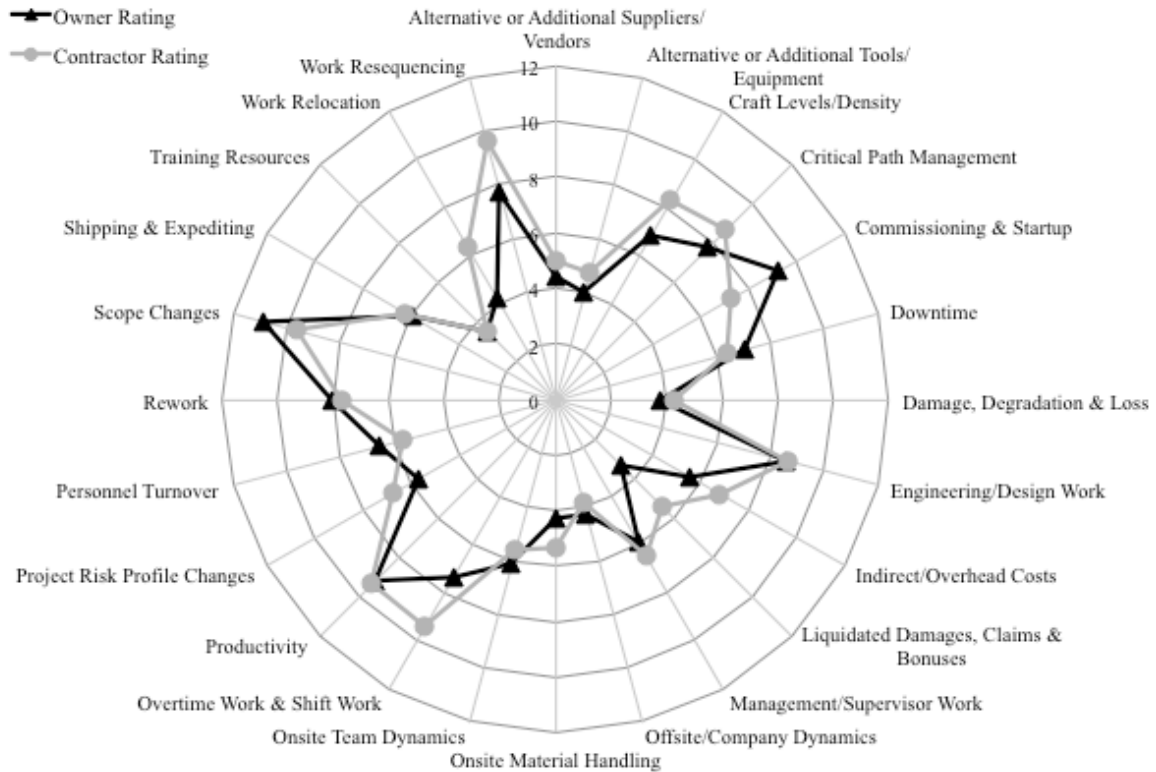 Owner Rating
Contractor Rating
Alternative or Additional Suppliers/
Vendors
Alternative or Additional Tools/
Equipment
Craft Levels/Density
Critical Path Management
Commissioning & Startup
Downtime
Damage, Degradation & Loss
Engineering/Design Work
Indirect/Overhead Costs
Liquidated Damages, Claims &
Bonuses
Management/Supervisor Work
Offsite/Company Dynamics
Onsite Material Handling
Onsite Team Dynamics
Overtime Work & Shift Work
Productivity
Project Risk Profile Changes
Personnel Turnover
Rework
Scope Changes
Shipping & Expediting
Training Resources
Work Relocation
Work Resequencing
12
10
8
6
4
2
0